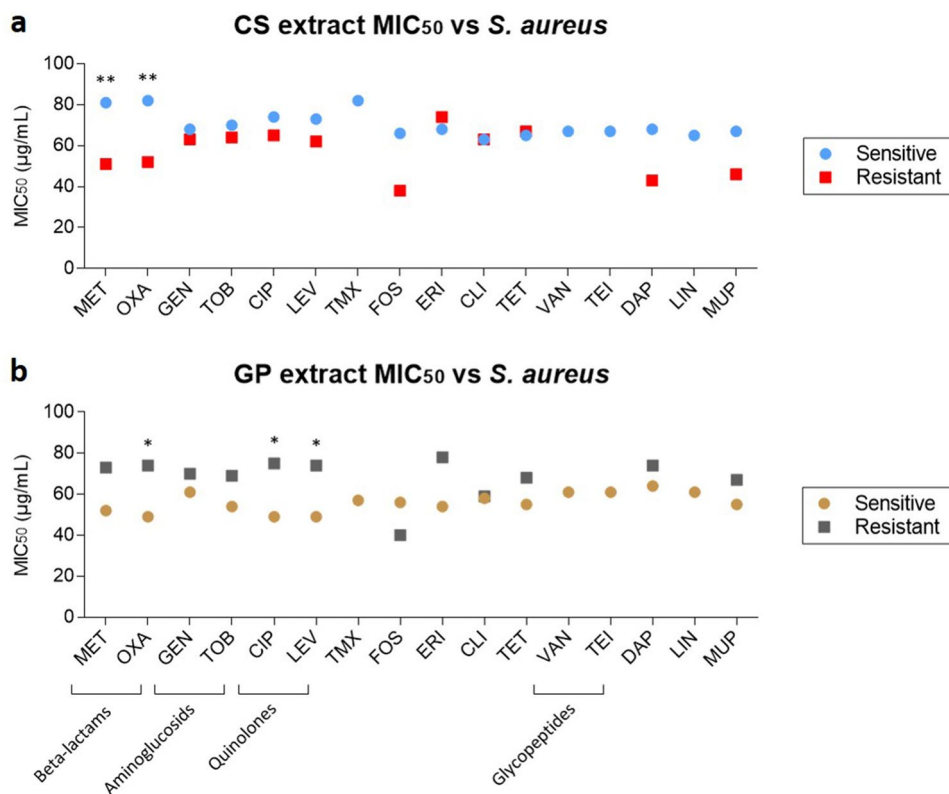 a
CS extract MIC50 vs S. aureus
MIC50 (µg/mL)
100
80
60
40
20
0
** **
MET OXA GEN TOB CIP LEV TMX FOS ERI CLI TET VAN TEI DAP LIN MUP
Sensitive
Resistant
b
GP extract MIC50 vs S. aureus
MIC50 (µg/mL)
100
80
60
40
20
0
* * *
MET OXA GEN TOB CIP LEV TMX FOS ERI CLI TET VAN TEI DAP LIN MUP
Sensitive
Resistant
Beta-lactams Aminoglucosids Quinolones Glycopeptides